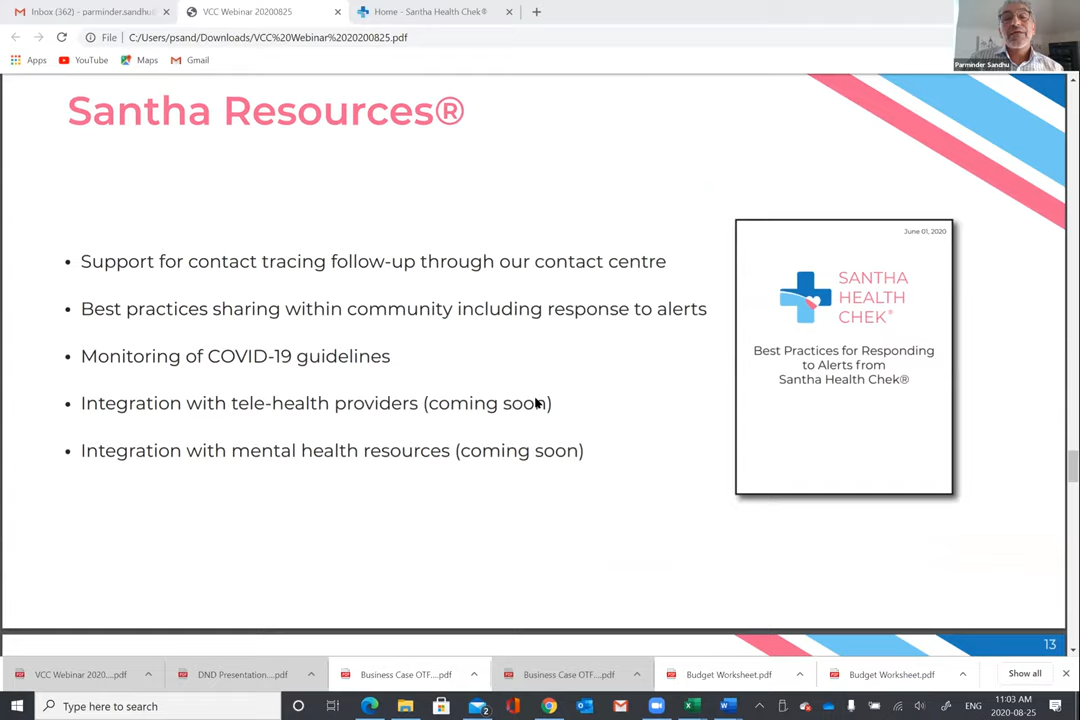 Inbox (362) - parminder.sandhu
VCC Webinar 20200825
Home - Santha Health Chek®
File
C:/Users/psand/Downloads/VCC%20Webinar%2020200825.pdf
Apps
YouTube
Maps
Gmail
Parminder Sandhu
Santha Resources®
• Support for contact tracing follow-up through our contact centre
• Best practices sharing within community including response to alerts
• Monitoring of COVID-19 guidelines
• Integration with tele-health providers (coming soon)
• Integration with mental health resources (coming soon)
June 01, 2020
SANTHA
HEALTH
CHEK®
Best Practices for Responding
to Alerts from
Santha Health Chek®
13
VCC Webinar 2020....pdf
DND Presentation....pdf
Business Case OTF....pdf
Business Case OTF....pdf
Budget Worksheet.pdf
Budget Worksheet.pdf
Show all
Type here to search
2
ENG
11:03 AM
2020-08-25